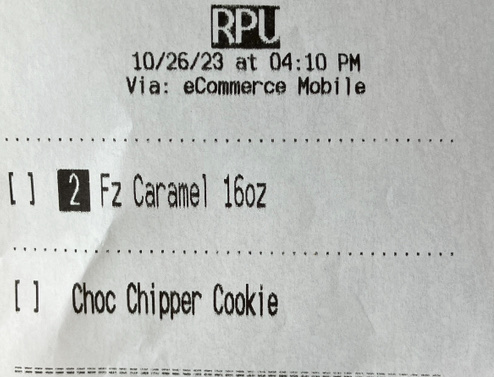 RPU
10/26/23 at 04:10 PM
Via: eCommerce Mobile
[ ] 2 Fz Caramel 16oz
[ ] Choc Chipper Cookie